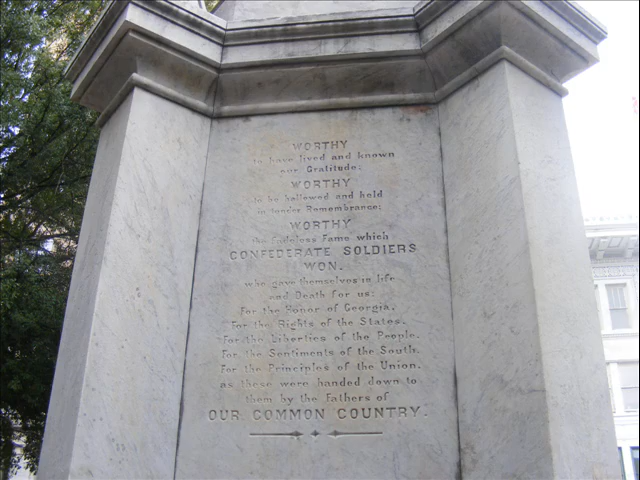 WORTHY
to have lived and known
our Gratitude:
WORTHY
to be hallowed and held
in tender Remembrance:
WORTHY
the fadeless Fame which
CONFEDERATE SOLDIERS
WON.
who gave themselves in life
and Death for us:
For the Honor of Georgia.
For the Rights of the States.
For the Liberties of the People.
For the Sentiments of the South.
For the Principles of the Union.
as these were handed down to
them by the Fathers of
OUR COMMON COUNTRY.